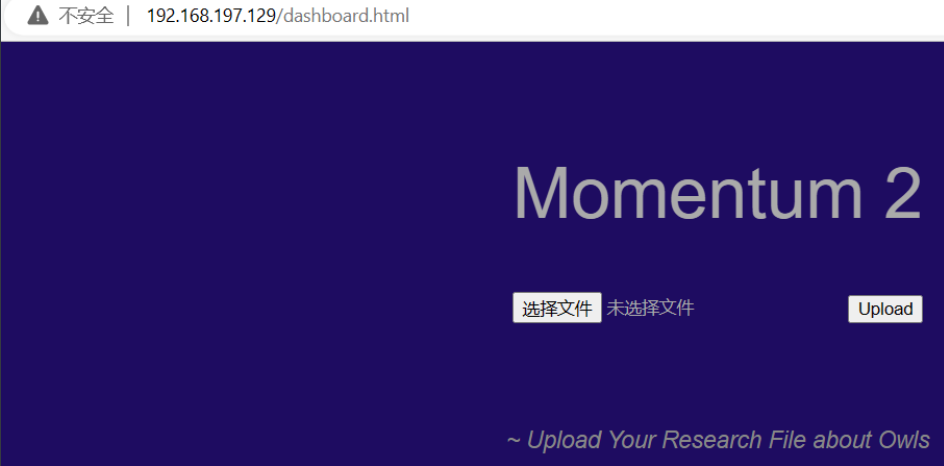 不安全 | 192.168.197.129/dashboard.html
Momentum 2
选择文件 未选择文件 Upload
~ Upload Your Research File about Owls